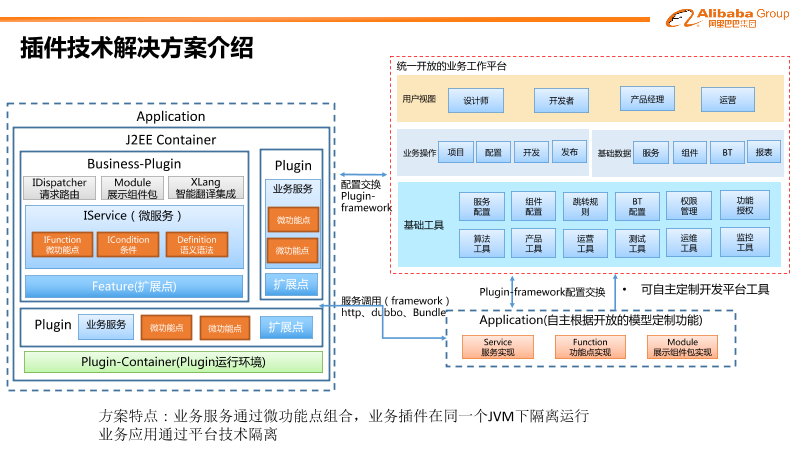 Alibaba Group
阿里巴巴集团
插件技术解决方案介绍
统一开放的业务工作平台
用户视图
设计师
开发者
产品经理
运营
业务操作
项目
配置
开发
发布
基础数据
服务
组件
BT
报表
基础工具
服务
配置
组件
配置
跳转规
则
BT
配置
权限
管理
功能
授权
算法
工具
产品
工具
运营
工具
测试
工具
运维
工具
监控
工具
Application
J2EE Container
Business-Plugin
IDispatcher
请求路由
Module
展示组件包
XLang
智能翻译集成
IService（微服务）
IFunction
微功能点
ICondition
条件
Definition
语义语法
Feature(扩展点)
Plugin
业务服务
微功能点
微功能点
扩展点
Plugin
业务服务
微功能点
微功能点
扩展点
Plugin-Container(Plugin运行环境)
配置交换
Plugin-
framework
服务调用（framework）
http、dubbo、Bundle
Plugin-framework配置交换
• 可自主定制开发平台工具
Application(自主根据开放的模型定制功能)
Service
服务实现
Function
功能点实现
Module
展示组件包实现
方案特点：业务服务通过微功能点组合，业务插件在同一个JVM下隔离运行
业务应用通过平台技术隔离